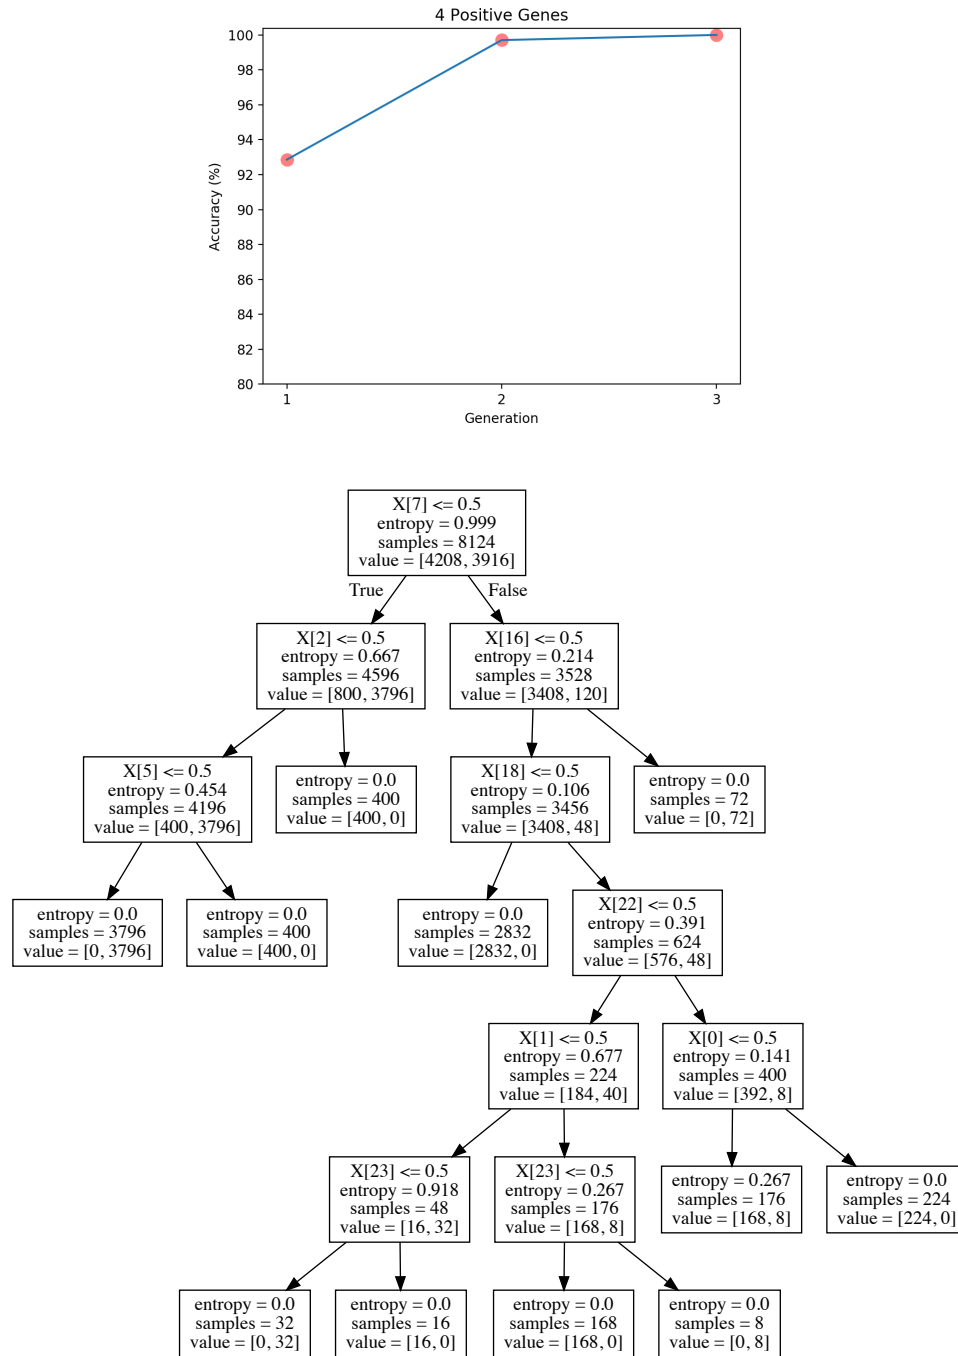 4 Positive Genes
100
98
96
94
92
90
88
86
84
82
80
Accuracy (%)
1
2
3
Generation
X[7] <= 0.5
entropy = 0.999
samples = 8124
value = [4208, 3916]
True
False
X[2] <= 0.5
entropy = 0.667
samples = 4596
value = [800, 3796]
X[16] <= 0.5
entropy = 0.214
samples = 3528
value = [3408, 120]
X[5] <= 0.5
entropy = 0.454
samples = 4196
value = [400, 3796]
entropy = 0.0
samples = 400
value = [400, 0]
X[18] <= 0.5
entropy = 0.106
samples = 3456
value = [3408, 48]
entropy = 0.0
samples = 72
value = [0, 72]
entropy = 0.0
samples = 3796
value = [0, 3796]
entropy = 0.0
samples = 400
value = [400, 0]
entropy = 0.0
samples = 2832
value = [2832, 0]
X[22] <= 0.5
entropy = 0.391
samples = 624
value = [576, 48]
X[1] <= 0.5
entropy = 0.677
samples = 224
value = [184, 40]
X[0] <= 0.5
entropy = 0.141
samples = 400
value = [392, 8]
X[23] <= 0.5
entropy = 0.918
samples = 48
value = [16, 32]
X[23] <= 0.5
entropy = 0.267
samples = 176
value = [168, 8]
entropy = 0.267
samples = 176
value = [168, 8]
entropy = 0.0
samples = 224
value = [224, 0]
entropy = 0.0
samples = 32
value = [0, 32]
entropy = 0.0
samples = 16
value = [16, 0]
entropy = 0.0
samples = 168
value = [168, 0]
entropy = 0.0
samples = 8
value = [0, 8]